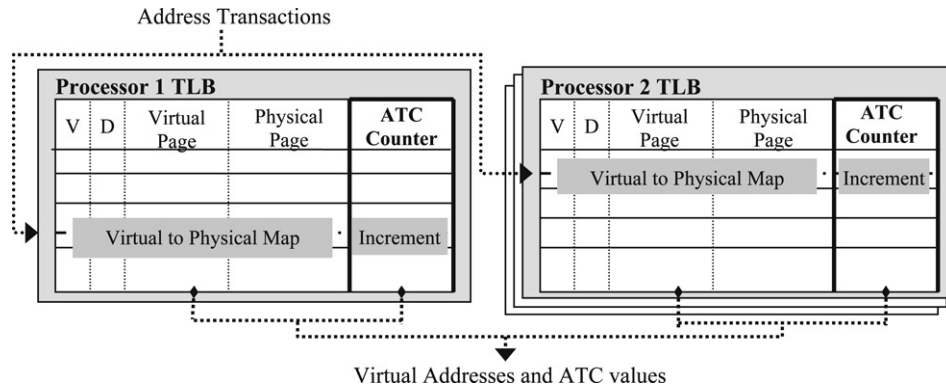 Address Transactions
Processor 1 TLB
V D Virtual Page Physical Page ATC Counter
Virtual to Physical Map Increment
Processor 2 TLB
V D Virtual Page Physical Page ATC Counter
Virtual to Physical Map Increment
Virtual Addresses and ATC values